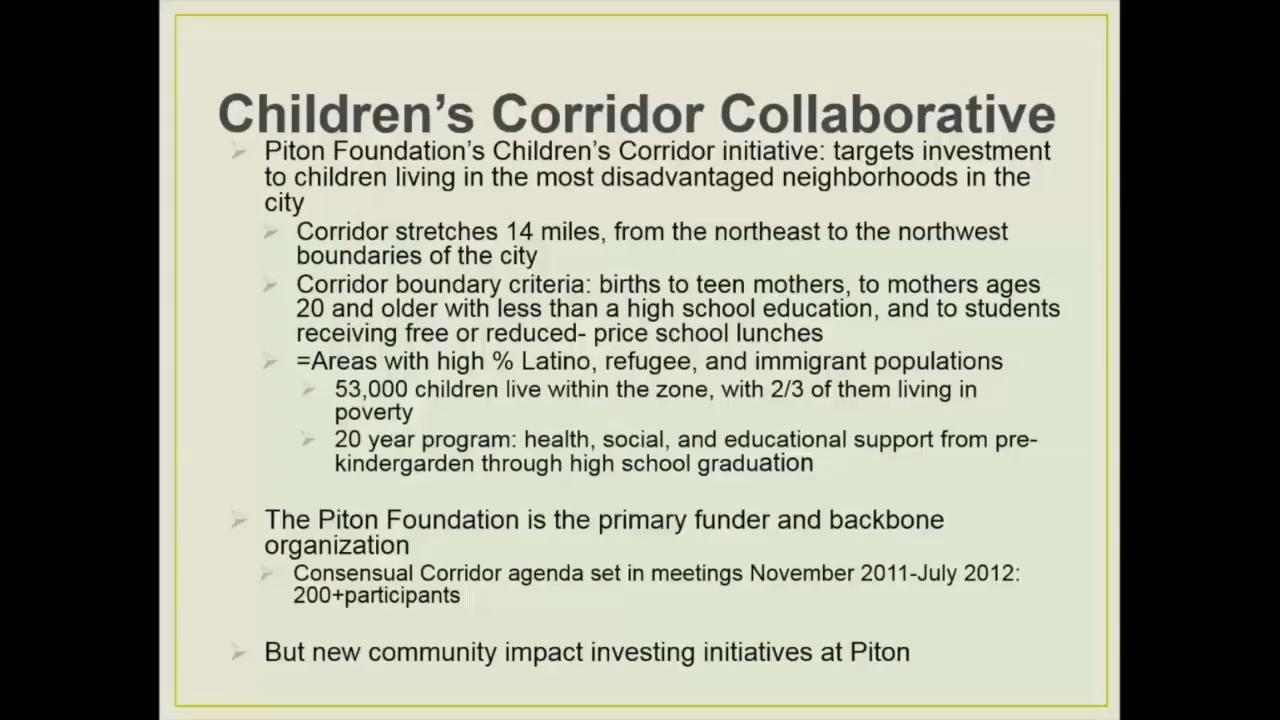 Children's Corridor Collaborative
Piton Foundation's Children's Corridor initiative: targets investment
to children living in the most disadvantaged neighborhoods in the
city
Corridor stretches 14 miles, from the northeast to the northwest
boundaries of the city
Corridor boundary criteria: births to teen mothers, to mothers ages
20 and older with less than a high school education, and to students
receiving free or reduced- price school lunches
=Areas with high % Latino, refugee, and immigrant populations
53,000 children live within the zone, with 2/3 of them living in
poverty
20 year program: health, social, and educational support from pre-
kindergarden through high school graduation
The Piton Foundation is the primary funder and backbone
organization
Consensual Corridor agenda set in meetings November 2011-July 2012:
200+participants
But new community impact investing initiatives at Piton